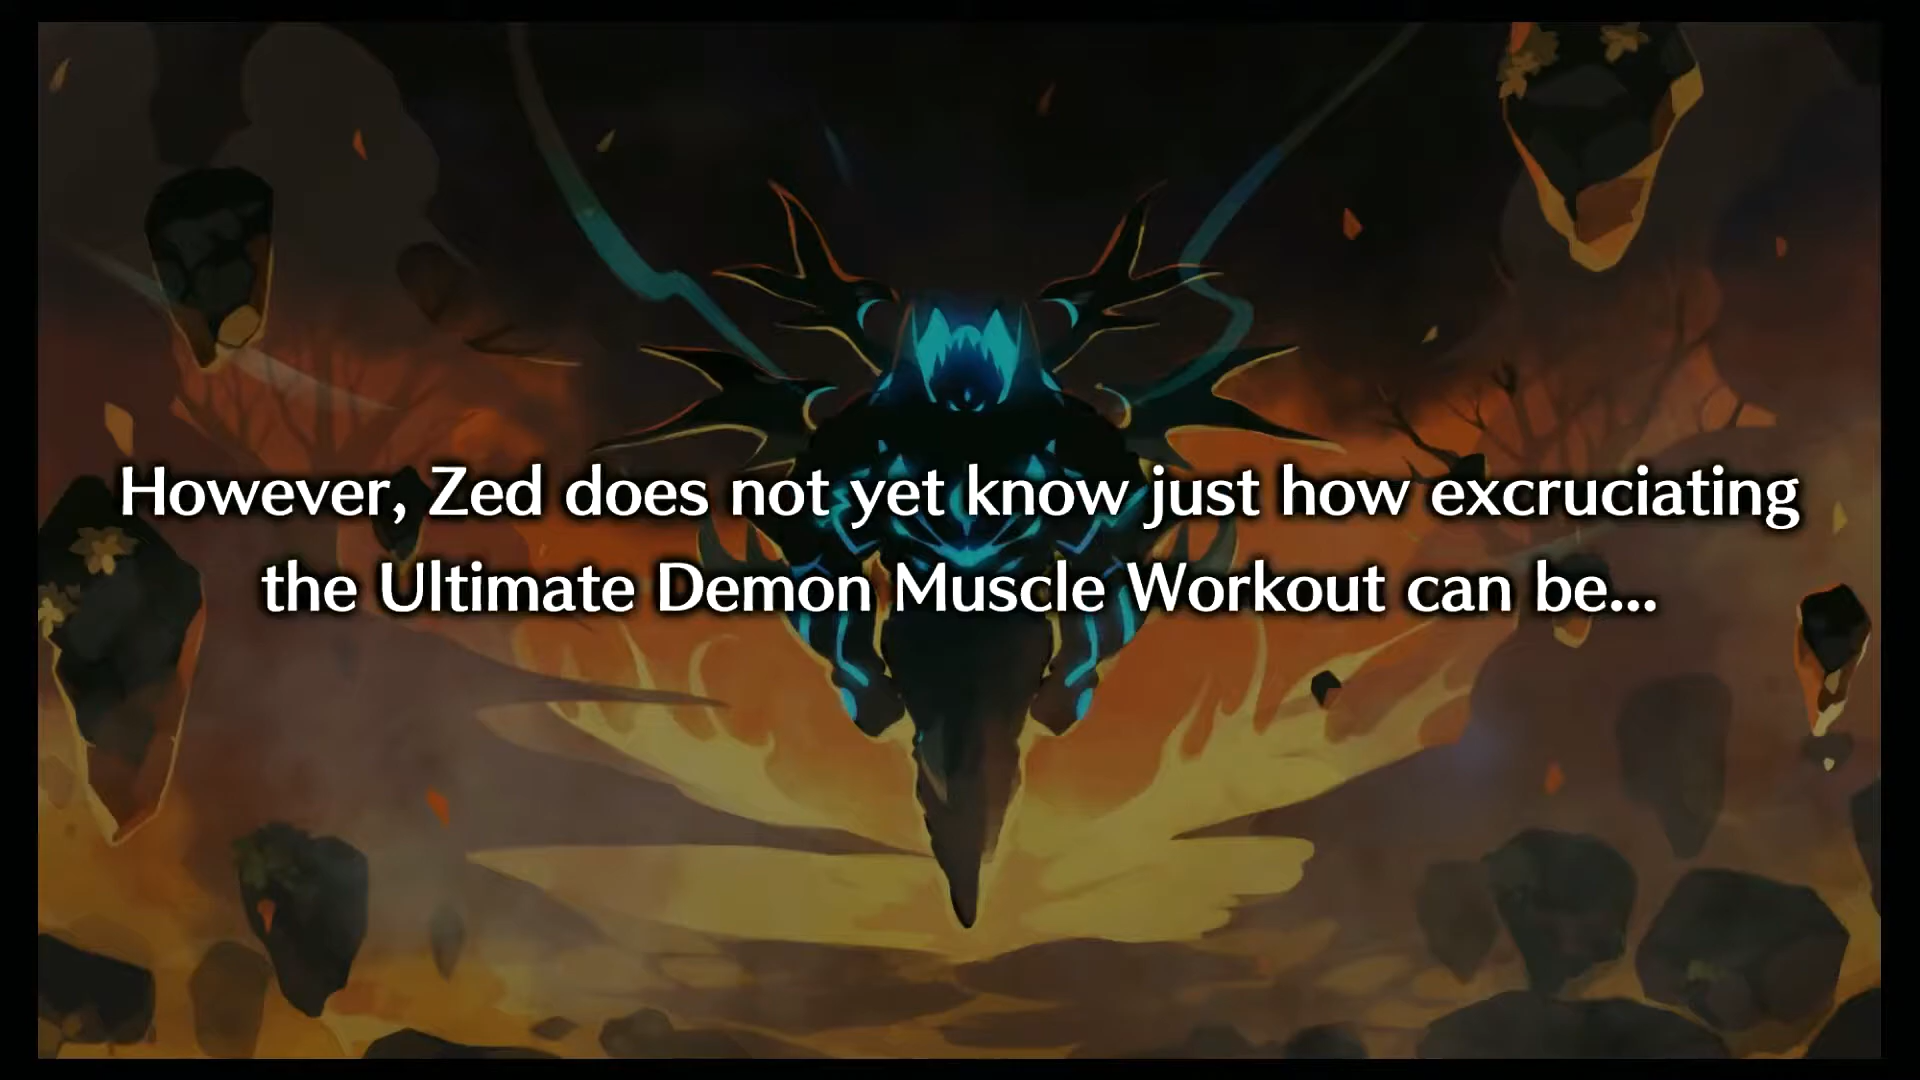 However, Zed does not yet know just how excruciating
the Ultimate Demon Muscle Workout can be...